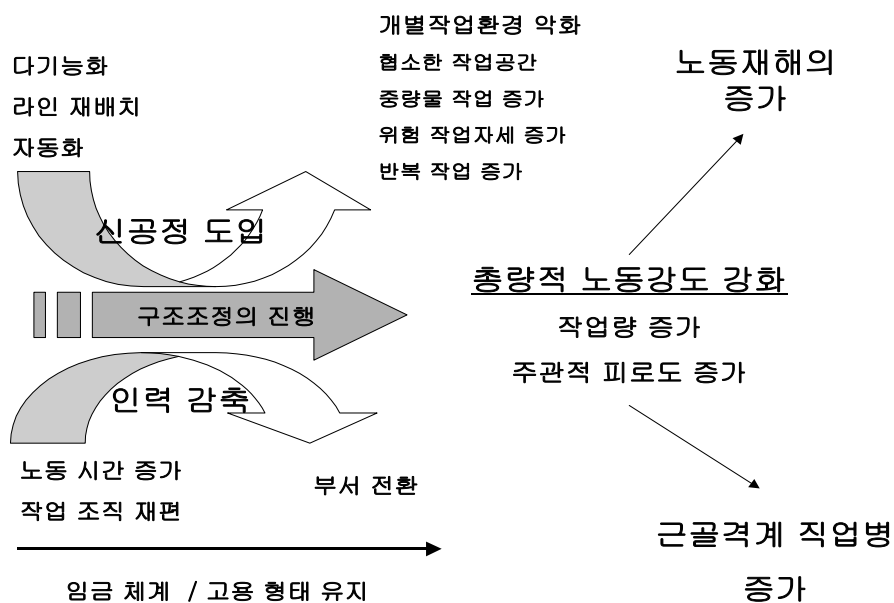 다기능화
라인 재배치
자동화
개별작업환경 악화
협소한 작업공간
중량물 작업 증가
위험 작업자세 증가
반복 작업 증가
노동재해의
증가
신공정 도입
구조조정의 진행
인력 감축
총량적 노동강도 강화
작업량 증가
주관적 피로도 증가
노동 시간 증가
작업 조직 재편
부서 전환
근골격계 직업병
증가
임금 체계 / 고용 형태 유지